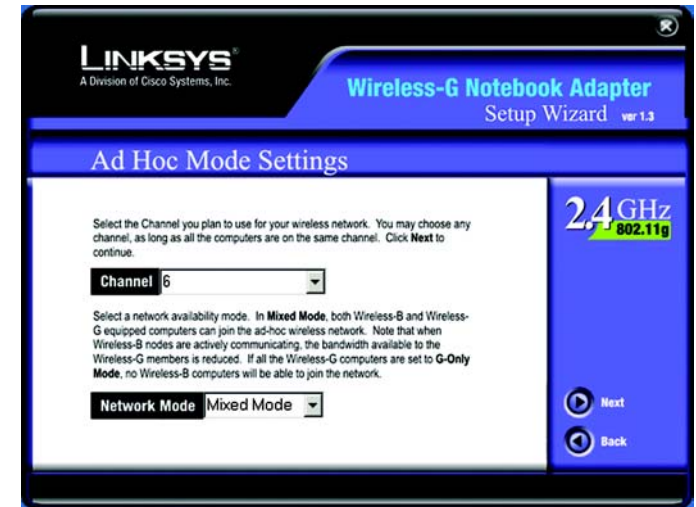 LINKSYS®
A Division of Cisco Systems, Inc.
Wireless-G Notebook Adapter
Setup Wizard ver 1.3
Ad Hoc Mode Settings
2.4 GHz
802.11g
Select the Channel you plan to use for your wireless network. You may choose any
channel, as long as all the computers are on the same channel. Click Next to
continue.
Channel 6
Select a network availability mode. In Mixed Mode, both Wireless-B and Wireless-
G equipped computers can join the ad-hoc wireless network. Note that when
Wireless-B nodes are actively communicating, the bandwidth available to the
Wireless-G members is reduced. If all the Wireless-G computers are set to G-Only
Mode, no Wireless-B computers will be able to join the network.
Network Mode Mixed Mode
Next
Back